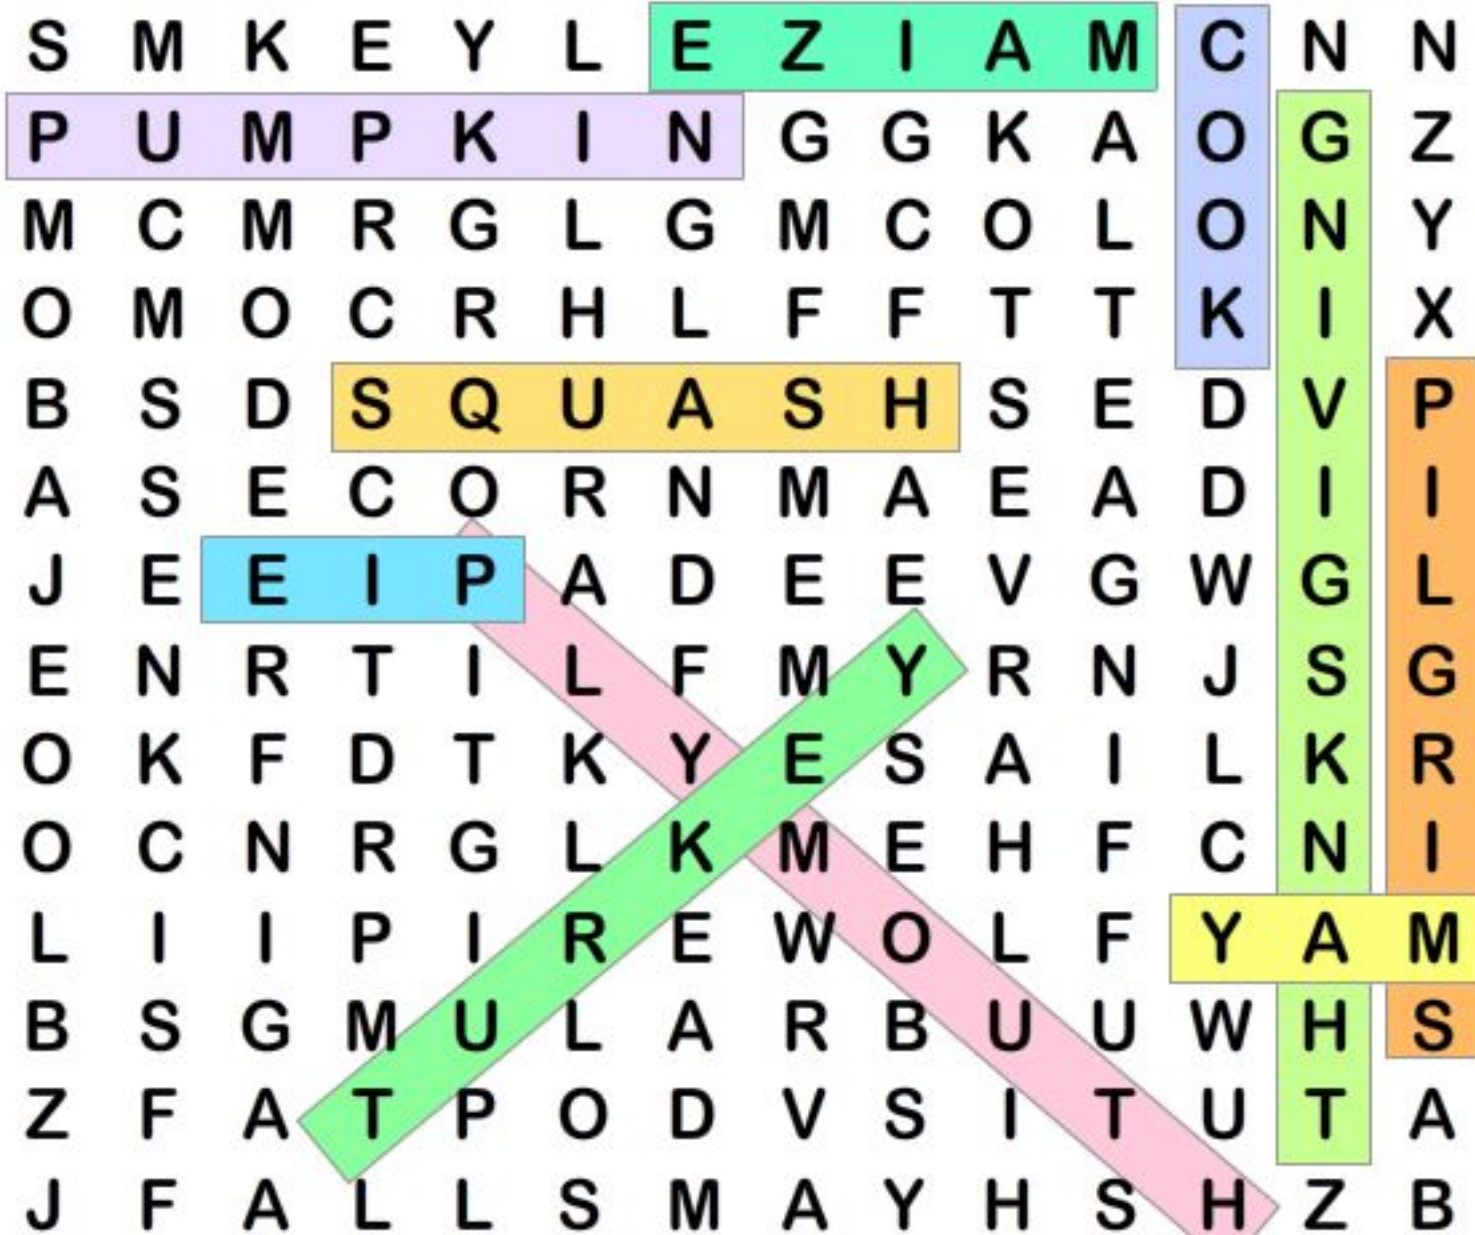 S M K E Y L E Z I A M C N N
P U M P K I N G G K A O G Z
M C M R G L G M C O L O N Y
O M O C R H L F F T T K I X
B S D S Q U A S H S E D V P
A S E C O R N M A E A D I I
J E E I P A D E E V G W G L
E N R T I L F M Y R N J S G
O K F D T K Y E S A I L K R
O C N R G L K M E H F C N I
L I I P I R E W O L F Y A M
B S G M U L A R B U U W H S
Z F A T P O D V S I T U T A
J F A L L S M A Y H S H Z B